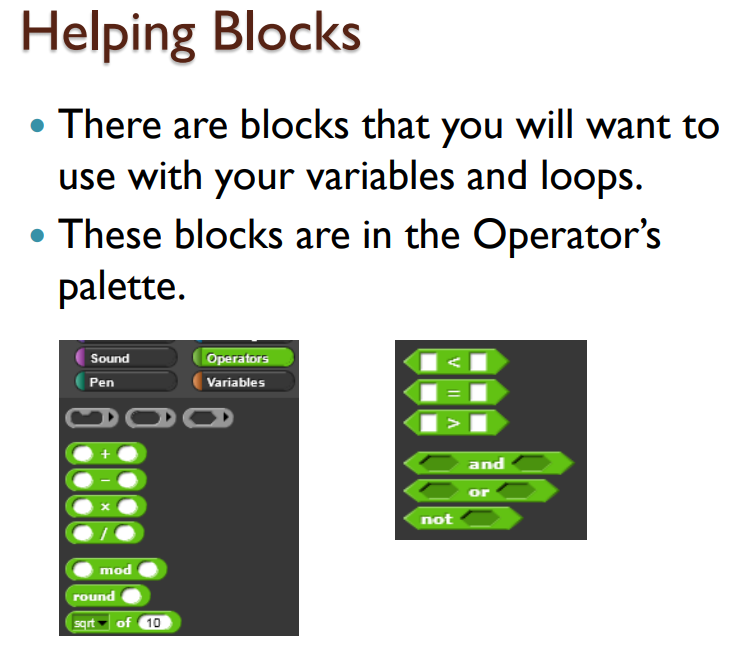 Helping Blocks
• There are blocks that you will want to
use with your variables and loops.
• These blocks are in the Operator’s
palette.
Sound Operators
Pen Variables
+
−
×
/
mod
round
sqrt of 10
<
=
>
and
or
not